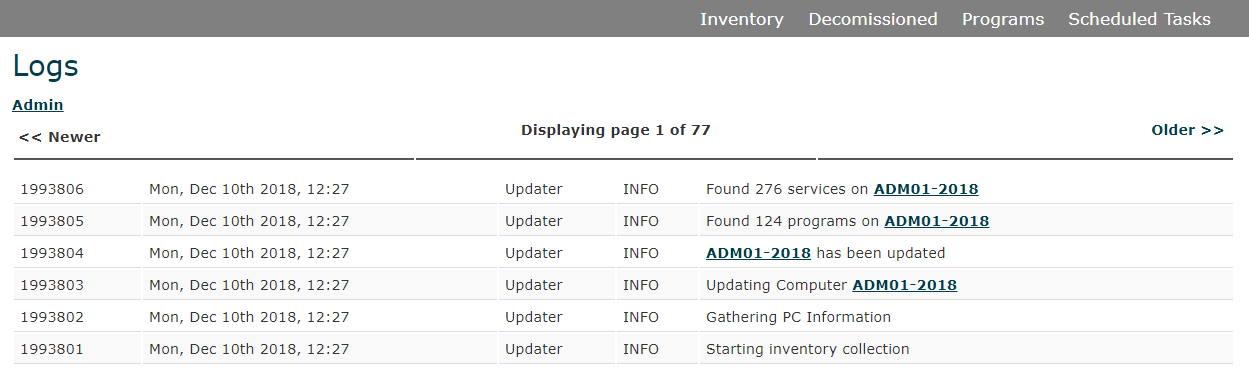 Inventory Decomissioned Programs Scheduled Tasks
Logs
Admin
<< Newer Displaying page 1 of 77 Older >>
1993806 Mon, Dec 10th 2018, 12:27 Updater INFO Found 276 services on ADM01-2018
1993805 Mon, Dec 10th 2018, 12:27 Updater INFO Found 124 programs on ADM01-2018
1993804 Mon, Dec 10th 2018, 12:27 Updater INFO ADM01-2018 has been updated
1993803 Mon, Dec 10th 2018, 12:27 Updater INFO Updating Computer ADM01-2018
1993802 Mon, Dec 10th 2018, 12:27 Updater INFO Gathering PC Information
1993801 Mon, Dec 10th 2018, 12:27 Updater INFO Starting inventory collection